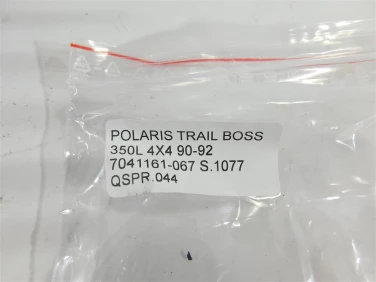 POLARIS TRAIL BOSS
350L 4X4 90-92
7041161-067 S.1077
QSPR.044